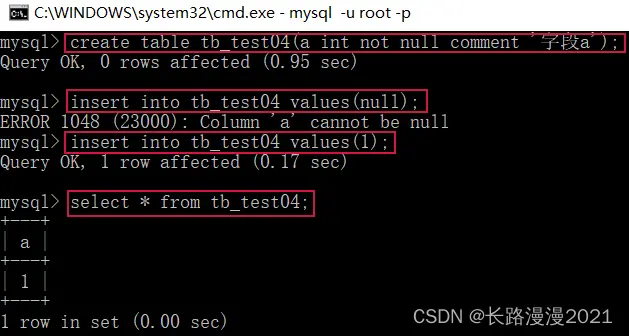 C:\WINDOWS\system32\cmd.exe - mysql -u root -p
mysql> create table tb_test04(a int not null comment '字段a');
Query OK, 0 rows affected (0.95 sec)
mysql> insert into tb_test04 values(null);
ERROR 1048 (23000): Column 'a' cannot be null
mysql> insert into tb_test04 values(1);
Query OK, 1 row affected (0.17 sec)
mysql> select * from tb_test04;
+---+
| a |
+---+
| 1 |
+---+
1 row in set (0.00 sec)
CSDN @长路漫漫2021